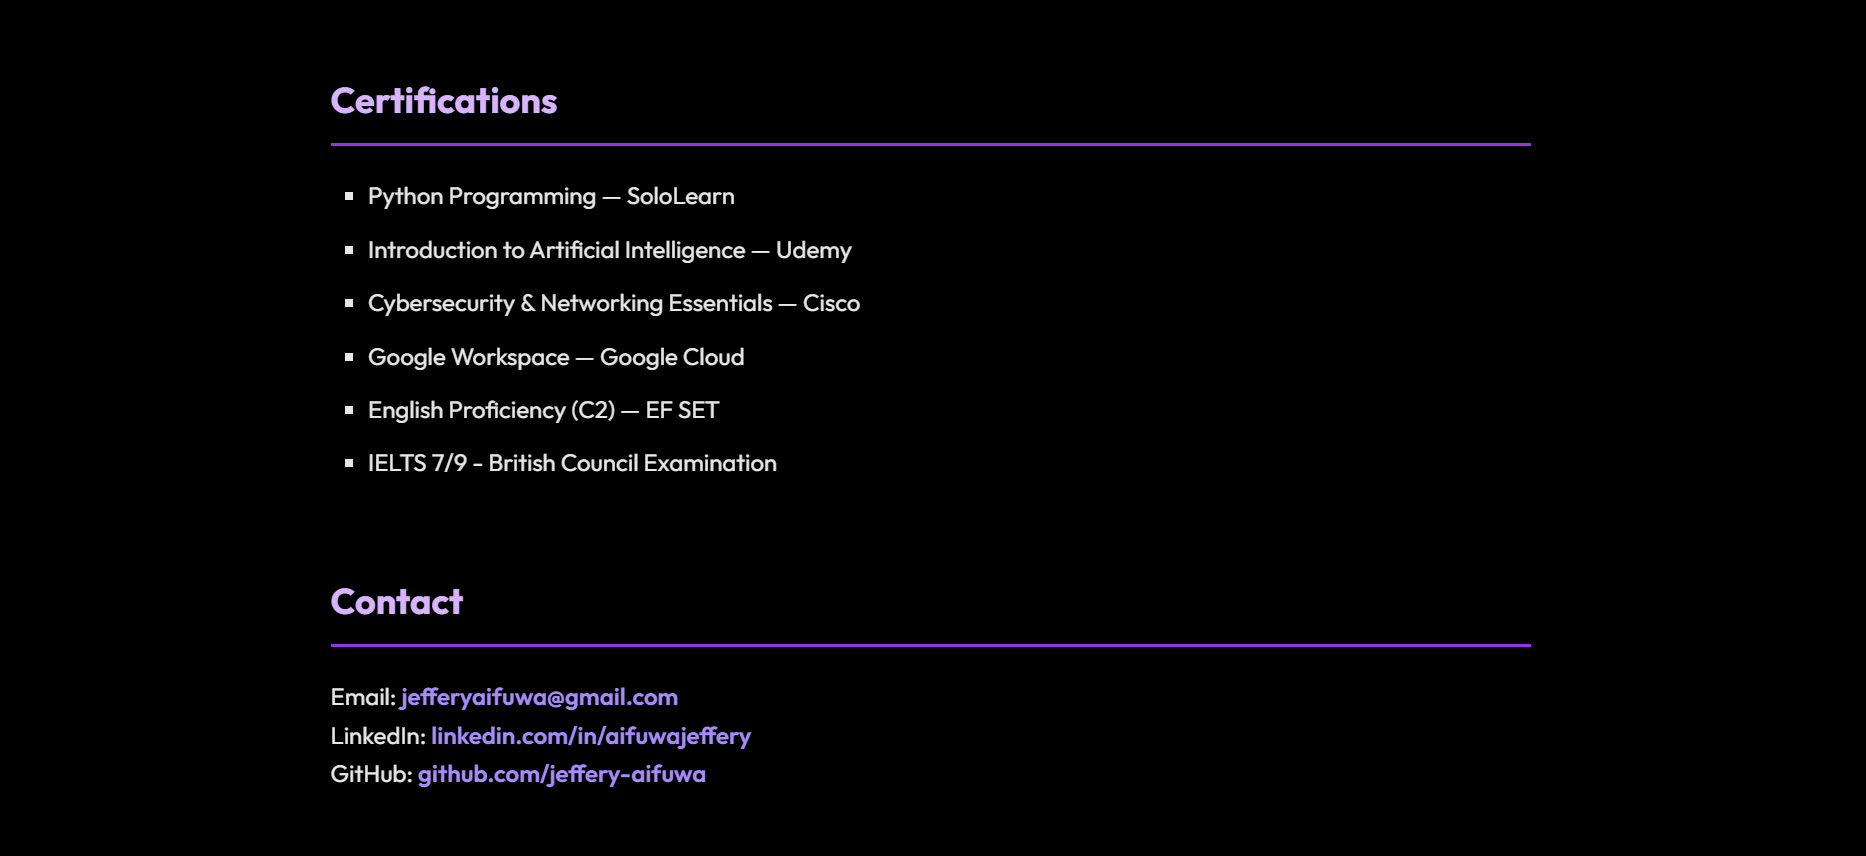 Certifications
Python Programming — SoloLearn
Introduction to Artificial Intelligence — Udemy
Cybersecurity & Networking Essentials — Cisco
Google Workspace — Google Cloud
English Proficiency (C2) — EF SET
IELTS 7/9 - British Council Examination
Contact
Email: jefferyaifuwa@gmail.com
LinkedIn: linkedin.com/in/aifuwajeffery
GitHub: github.com/jeffery-aifuwa